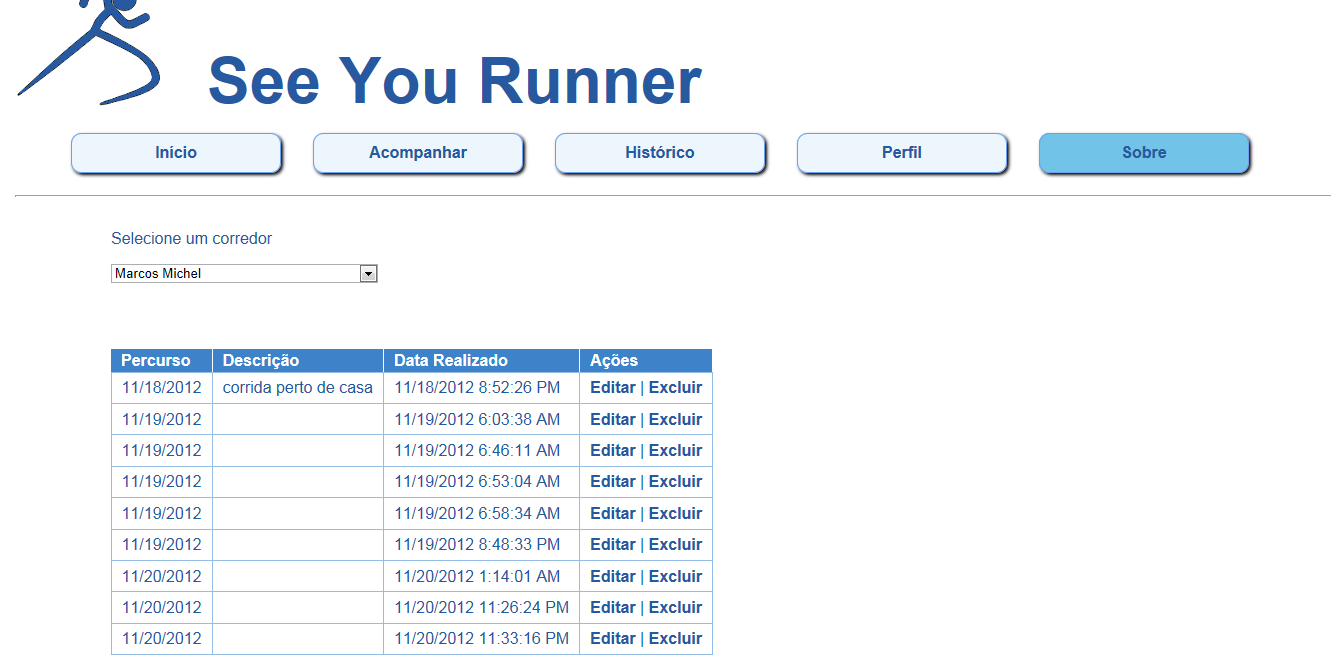 See You Runner
Início Acompanhar Histórico Perfil Sobre
Selecione um corredor
Marcos Michel
Percurso Descrição Data Realizado Ações
11/18/2012 corrida perto de casa 11/18/2012 8:52:26 PM Editar | Excluir
11/19/2012 11/19/2012 6:03:38 AM Editar | Excluir
11/19/2012 11/19/2012 6:46:11 AM Editar | Excluir
11/19/2012 11/19/2012 6:53:04 AM Editar | Excluir
11/19/2012 11/19/2012 6:58:34 AM Editar | Excluir
11/19/2012 11/19/2012 8:48:33 PM Editar | Excluir
11/20/2012 11/20/2012 1:14:01 AM Editar | Excluir
11/20/2012 11/20/2012 11:26:24 PM Editar | Excluir
11/20/2012 11/20/2012 11:33:16 PM Editar | Excluir